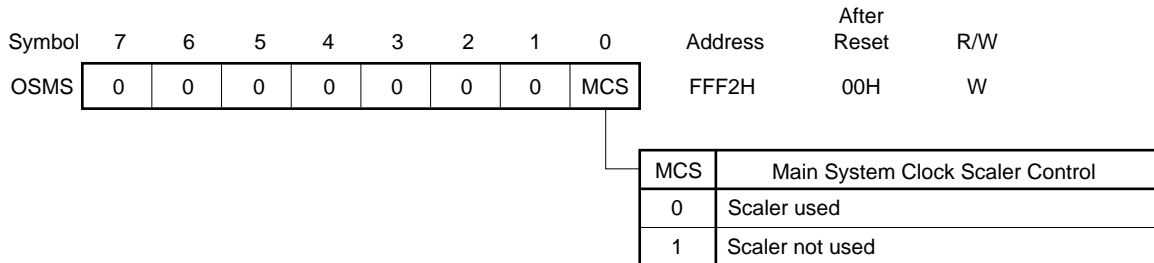 After
Symbol 7 6 5 4 3 2 1 0 Address Reset R/W
OSMS 0 0 0 0 0 0 0 MCS FFF2H 00H W
MCS Main System Clock Scaler Control
0 Scaler used
1 Scaler not used